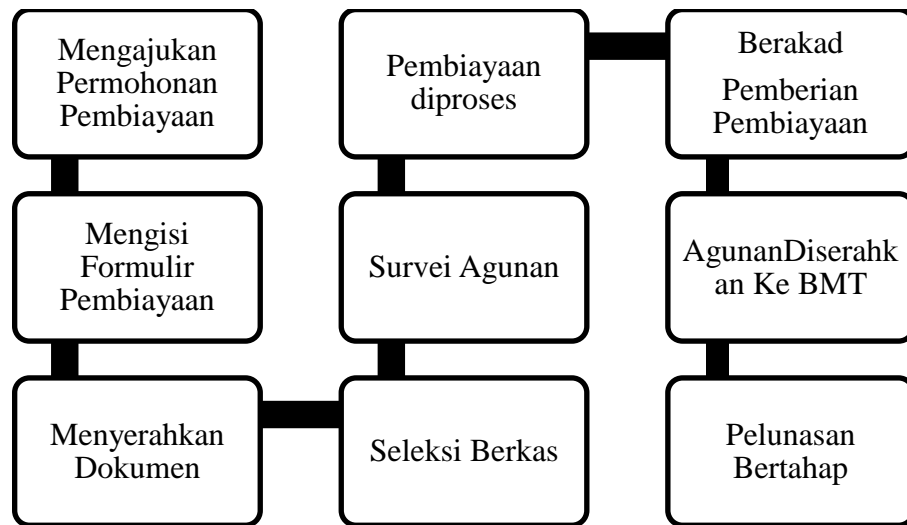 Mengajukan
Permohonan
Pembiayaan
Mengisi
Formulir
Pembiayaan
Menyerahkan
Dokumen
Seleksi Berkas
Survei Agunan
Pembiayaan
diproses
Berakad
Pemberian
Pembiayaan
AgunanDiserahk
an Ke BMT
Pelunasan
Bertahap